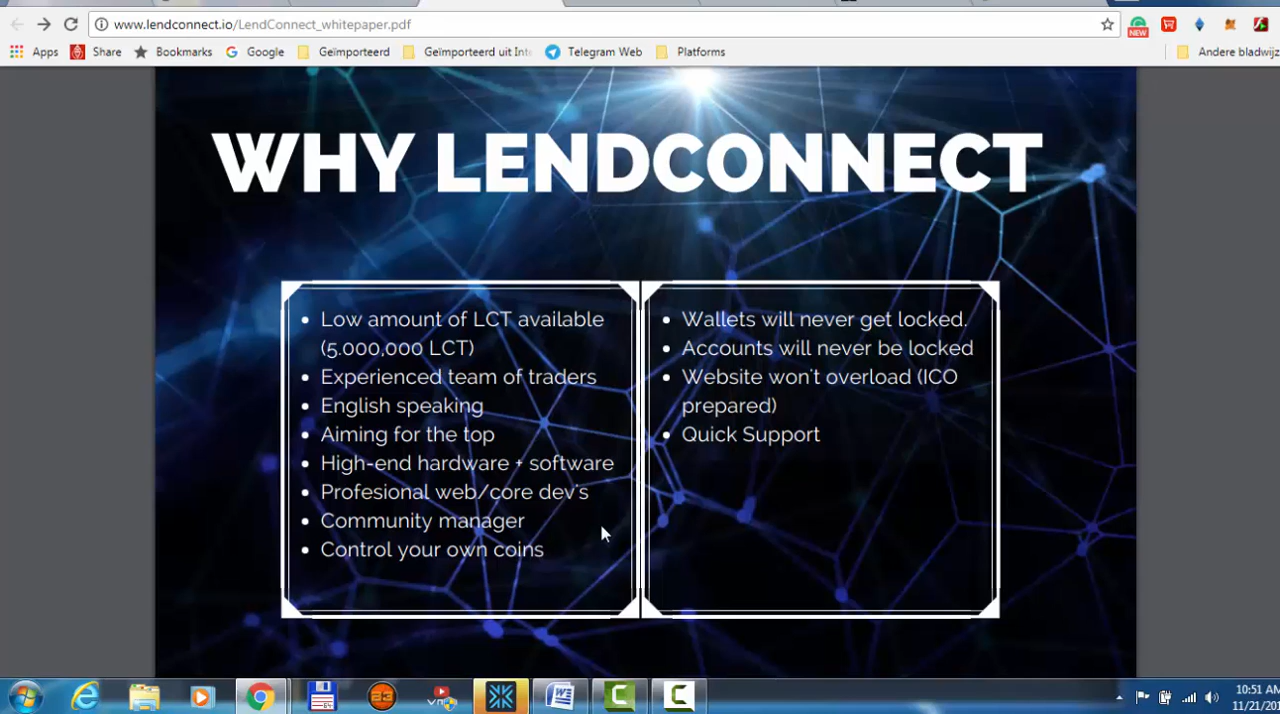 www.lendconnect.io/LendConnect_whitepaper.pdf
NEW
Apps Share Bookmarks Google Geïmporteerd Geïmporteerd uit Telegram Web Platforms Andere
WHY LENDCONNECT
• Low amount of LCT available
(5.000,000 LCT)
• Experienced team of traders
• English speaking
• Aiming for the top
• High-end hardware + software
• Profesional web/core dev's
• Community manager
• Control your own coins
• Wallets will never get locked.
• Accounts will never be locked
• Website won't overload (ICO
prepared)
• Quick Support
10:51 AM